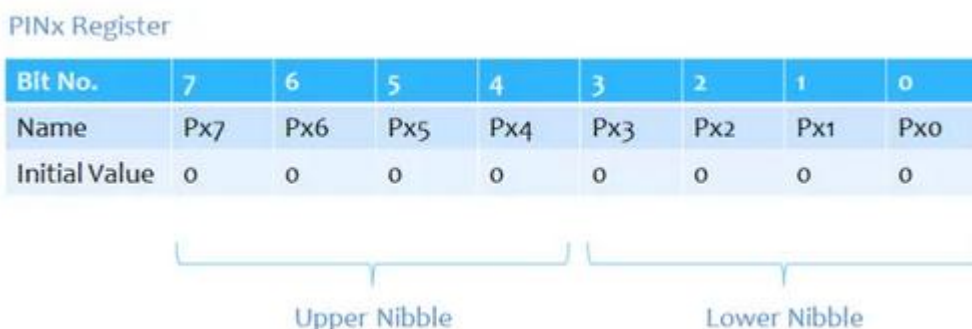 PINx Register
Bit No. 7 6 5 4 3 2 1 0
Name Px7 Px6 Px5 Px4 Px3 Px2 Px1 Px0
Initial Value 0 0 0 0 0 0 0 0
Upper Nibble Lower Nibble